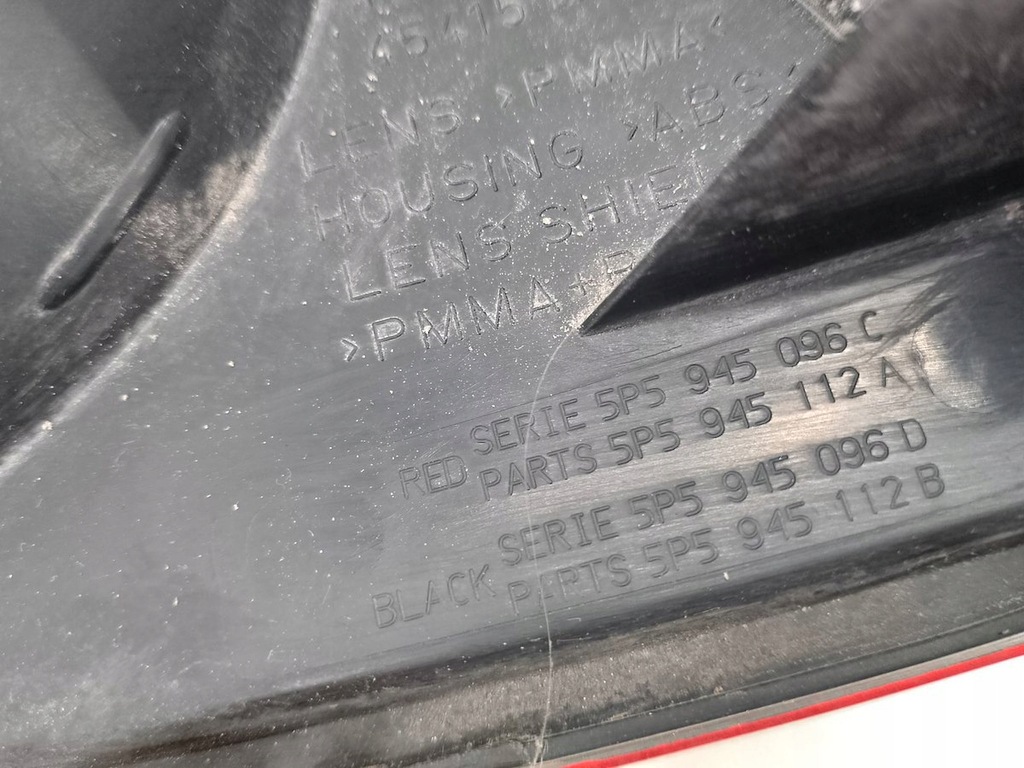 LENS >PMMA<
HOUSING >ABS<
LENS SHIEL
>PMMA+P
RED SERIE 5P5 945 096 C
PARTS 5P5 945 112 A
BLACK SERIE 5P5 945 096 D
PARTS 5P5 945 112 B